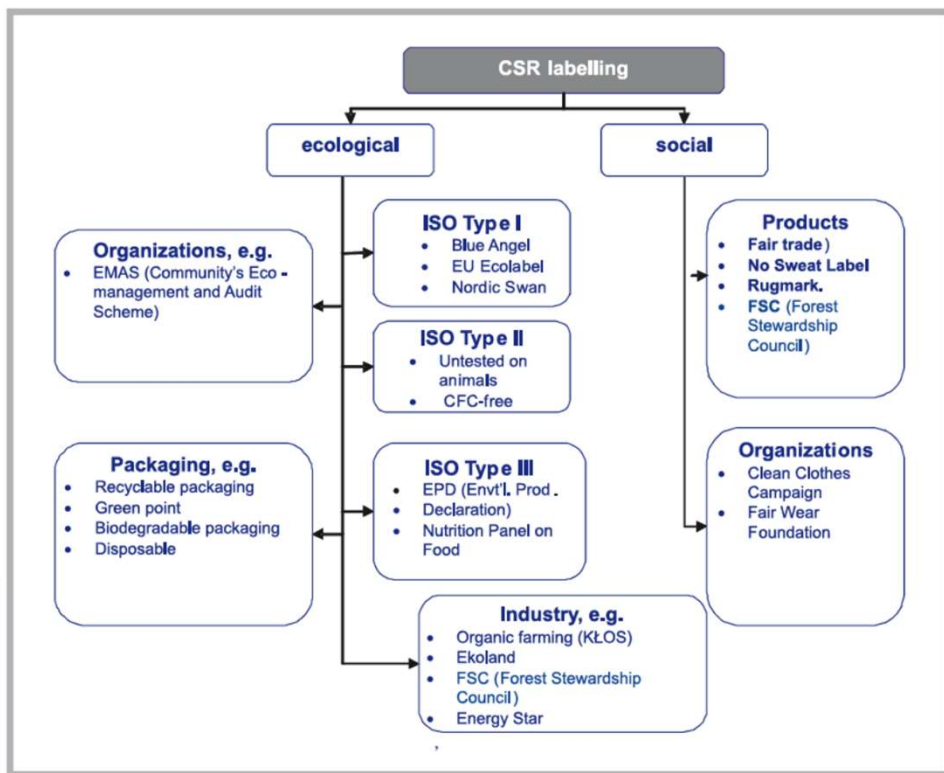 CSR labelling
ecological
social
Organizations, e.g.
• EMAS (Community's Eco -
management and Audit
Scheme)
ISO Type I
• Blue Angel
• EU Ecolabel
• Nordic Swan
Products
• Fair trade)
• No Sweat Label
• Rugmark.
• FSC (Forest
Stewardship
Council)
ISO Type II
• Untested on
animals
• CFC-free
Packaging, e.g.
• Recyclable packaging
• Green point
• Biodegradable packaging
• Disposable
ISO Type III
• EPD (Envt'l. Prod .
• Declaration)
• Nutrition Panel on
Food
Organizations
• Clean Clothes
Campaign
• Fair Wear
Foundation
Industry, e.g.
• Organic farming (KŁOS)
• Ekoland
• FSC (Forest Stewardship
Council)
• Energy Star
,